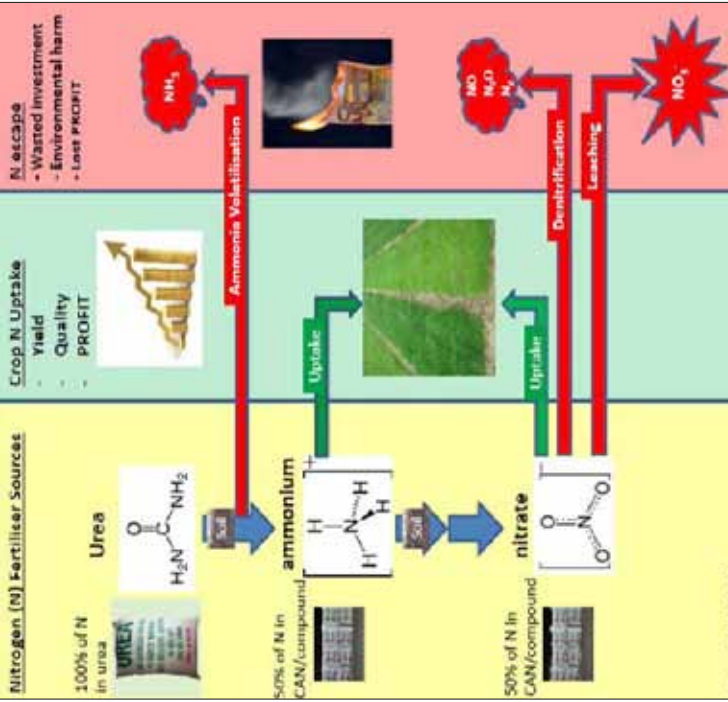 Nitrogen (N) Fertiliser Sources
100% of N
in urea
UREA
Urea
O
C
H₂N
NH₂
Soil
50% of N in
CAN/compound
ammonium
+
H
N
H
H
H
Soil
50% of N in
CAN/compound
nitrate
−
O
N
O
O
Crop N Uptake
- Yield
- Quality
- PROFIT
Uptake
Uptake
N escape
- Wasted investment
- Environmental harm
- Lost PROFIT
Ammonia Volatilisation
NH₃
Denitrification
NO
N₂O
N₂
Leaching
NO₃⁻